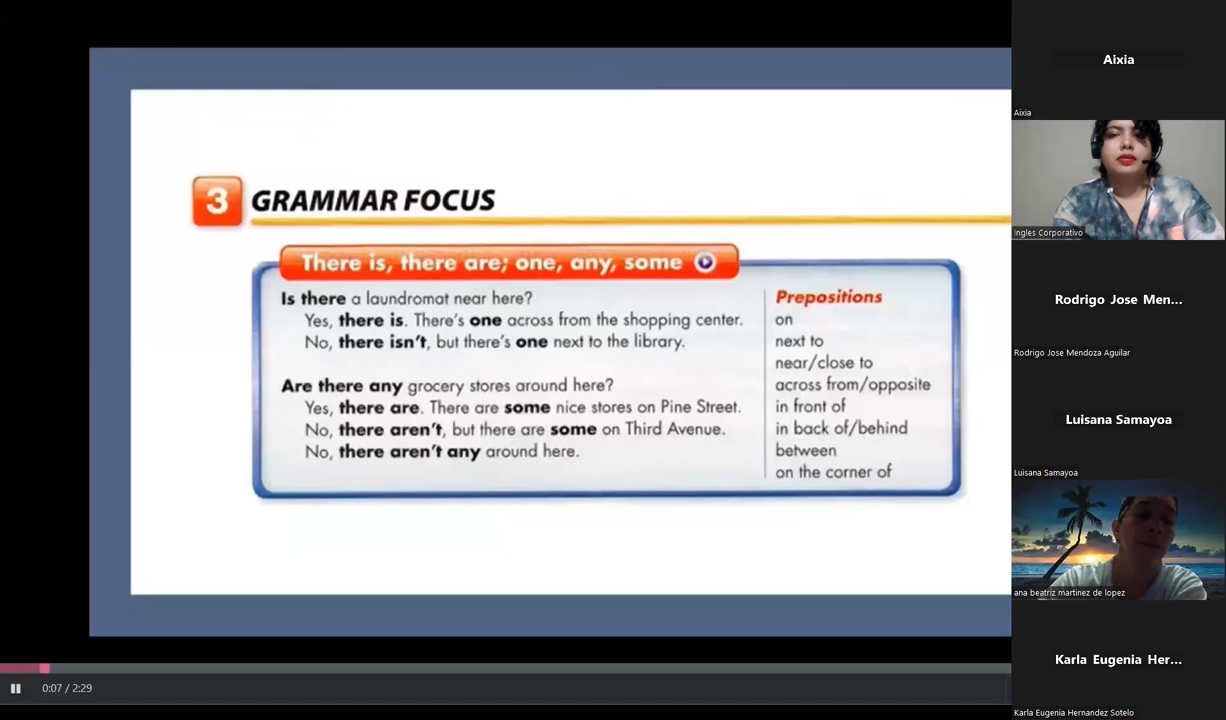 3 GRAMMAR FOCUS
There is, there are; one, any, some
Is there a laundromat near here?
Yes, there is. There's one across from the shopping center.
No, there isn't, but there's one next to the library.
Are there any grocery stores around here?
Yes, there are. There are some nice stores on Pine Street.
No, there aren't, but there are some on Third Avenue.
No, there aren't any around here.
Prepositions
on
next to
near/close to
across from/opposite
in front of
in back of/behind
between
on the corner of
0:07 / 2:29
Aixia
Aixia
Ingles Corporativo
Rodrigo Jose Men...
Rodrigo Jose Mendoza Aguilar
Luisana Samayoa
Luisana Samayoa
ana beatriz martinez de lopez
Karla Eugenia Her...
Karla Eugenia Hernandez Sotelo